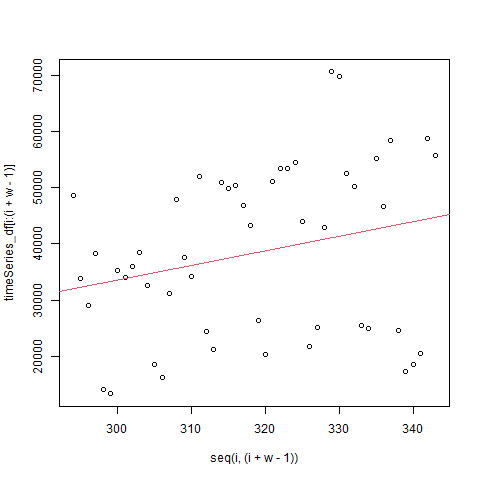 70000
60000
50000
40000
30000
20000
timeSeries_df[i:(i + w - 1)]
300 310 320 330 340
seq(i, (i + w - 1))